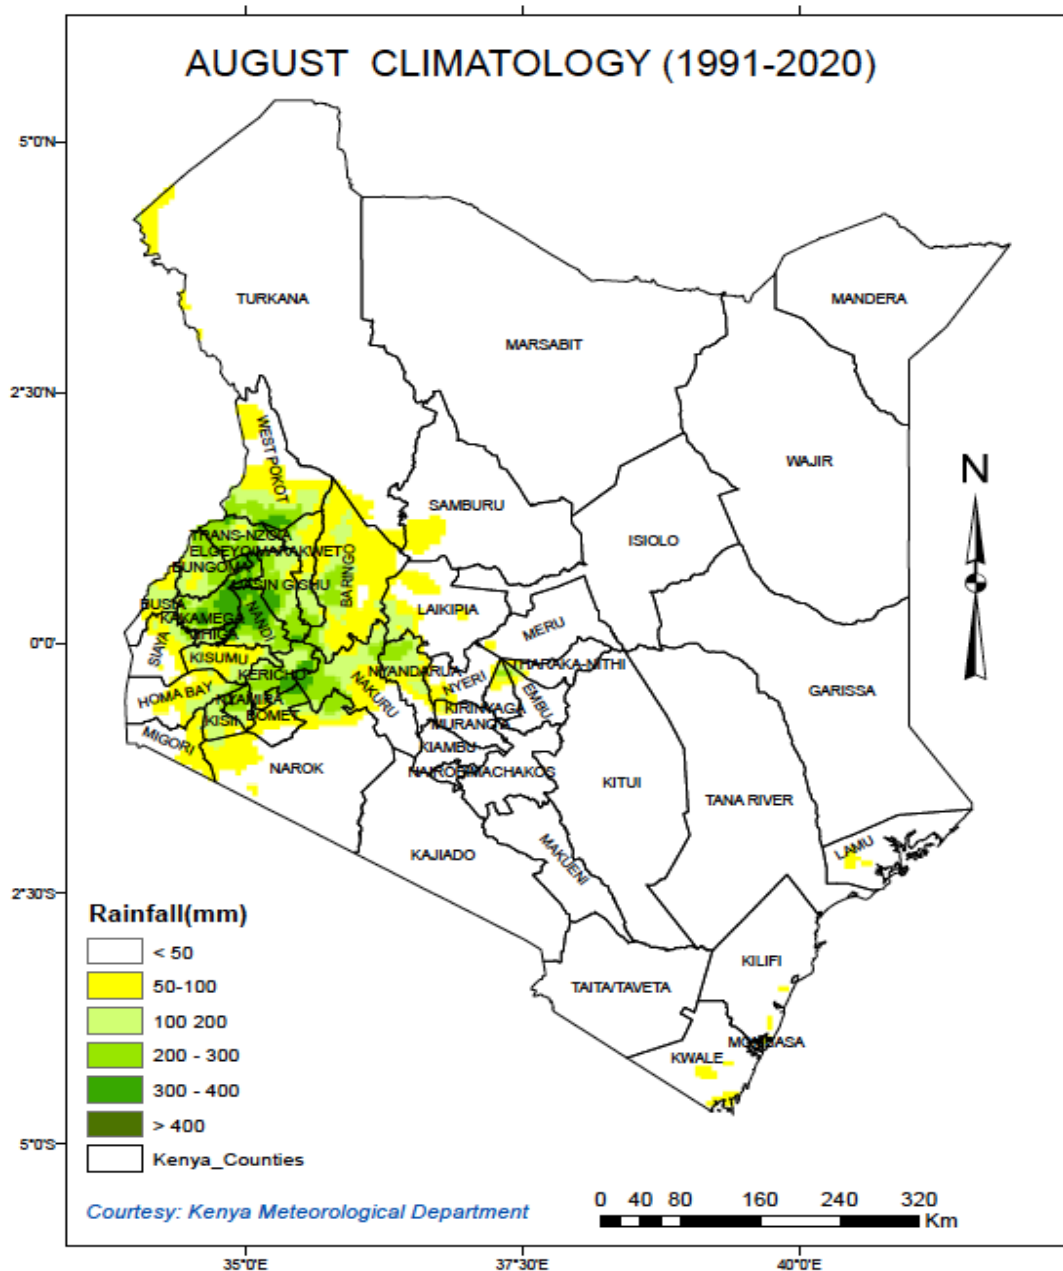 AUGUST CLIMATOLOGY (1991-2020)
5°0'N
TURKANA
MANDERA
MARSABIT
2°30'N
WEST POKOT
WAJIR
N
SAMBURU
TRANS-NZOIA
ISIOLO
ELGEYO/MARAKWET
BUNGOMA
UASIN GISHU
BARINGO
BUSIA
LAIKIPIA
KAKAMEGA
NANDI
VIHIGA
MERU
0°0'
SIAYA
KISUMU
THARAKA-NITHI
KERICHO
NYANDARUA
HOMA BAY
NAKURU
NYERI
GARISSA
NYAMIRA
EMBU
KISII
BOMET
KIRINYAGA
MURANG'A
MIGORI
KIAMBU
NAROK
NAIROBI
MACHAKOS
KITUI
TANA RIVER
KAJIADO
MAKUENI
LAMU
2°30'S
KILIFI
TAITA/TAVETA
MOMBASA
KWALE
Rainfall(mm)
< 50
50-100
100 200
200 - 300
300 - 400
> 400
Kenya_Counties
5°0'S
Courtesy: Kenya Meteorological Department
0 40 80 160 240 320
Km
35°0'E 37°30'E 40°0'E